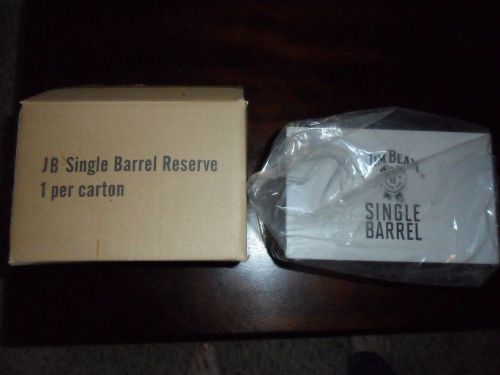 JB Single Barrel Reserve
1 per carton
JIM BEAM
SINGLE
BARREL